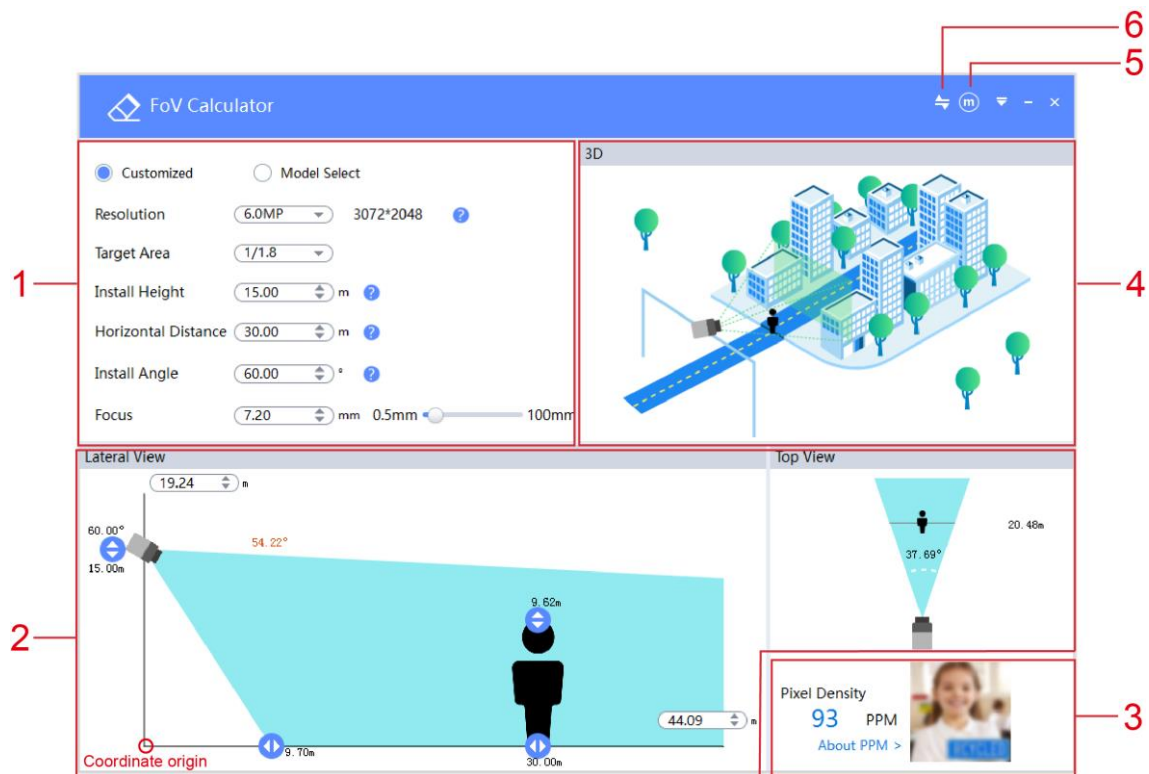 6
5
FoV Calculator
m
1
Customized
Model Select
Resolution 6.0MP 3072*2048 ?
Target Area 1/1.8
Install Height 15.00 m ?
Horizontal Distance 30.00 m ?
Install Angle 60.00 ° ?
Focus 7.20 mm 0.5mm 100mm
3D
4
2
Lateral View
19.24 m
60.00°
54.22°
15.00m
9.62m
44.09 m
9.70m
30.00m
Coordinate origin
Top View
20.48m
37.69°
3
Pixel Density
93 PPM
About PPM >